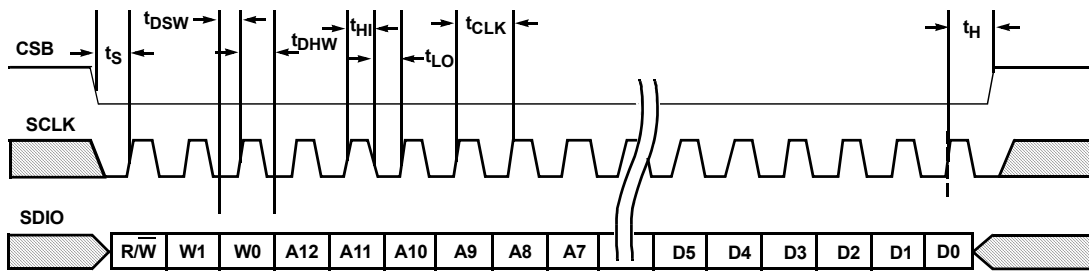 tDSW
tHI
tCLK
tH
CSB
tS
tDHW
tLO
SCLK
SDIO
R/W̅ W1 W0 A12 A11 A10 A9 A8 A7 D5 D4 D3 D2 D1 D0